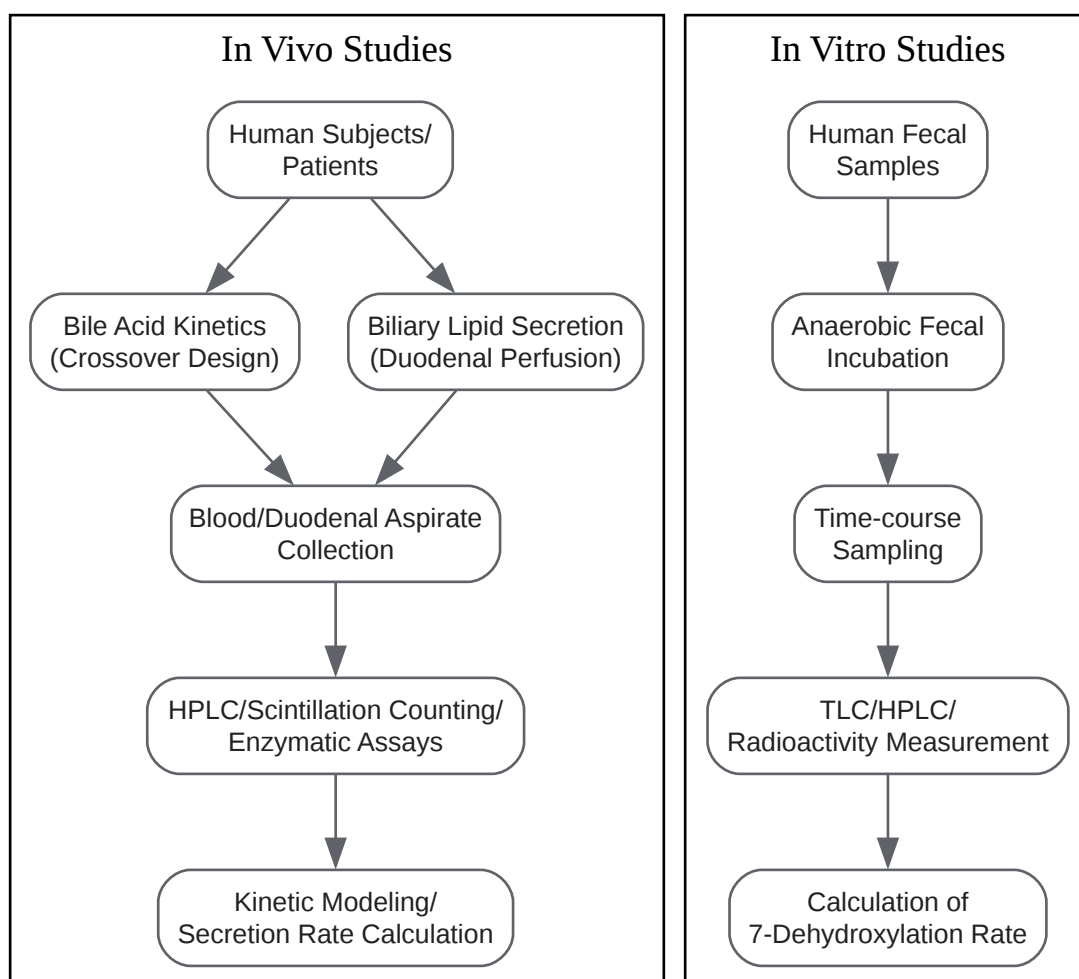 In Vivo Studies
Human Subjects/
Patients
Bile Acid Kinetics
(Crossover Design)
Biliary Lipid Secretion
(Duodenal Perfusion)
Blood/Duodenal Aspirate
Collection
HPLC/Scintillation Counting/
Enzymatic Assays
Kinetic Modeling/
Secretion Rate Calculation
In Vitro Studies
Human Fecal
Samples
Anaerobic Fecal
Incubation
Time-course
Sampling
TLC/HPLC/
Radioactivity Measurement
Calculation of
7-Dehydroxylation Rate